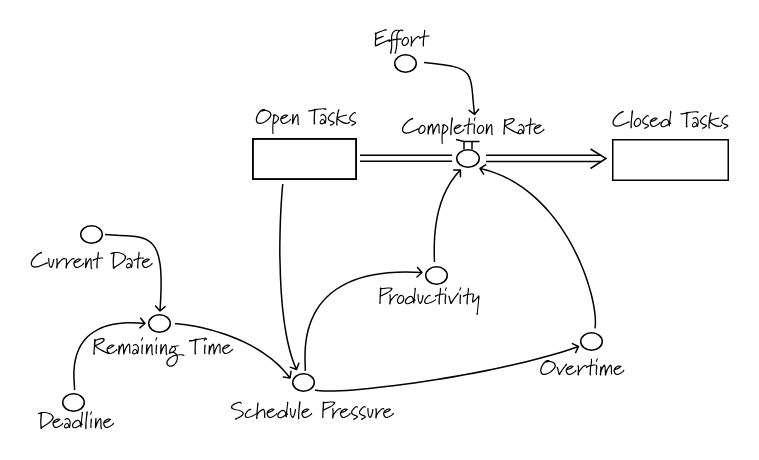 Effort
Open Tasks
Completion Rate
Closed Tasks
Current Date
Productivity
Remaining Time
Overtime
Schedule Pressure
Deadline